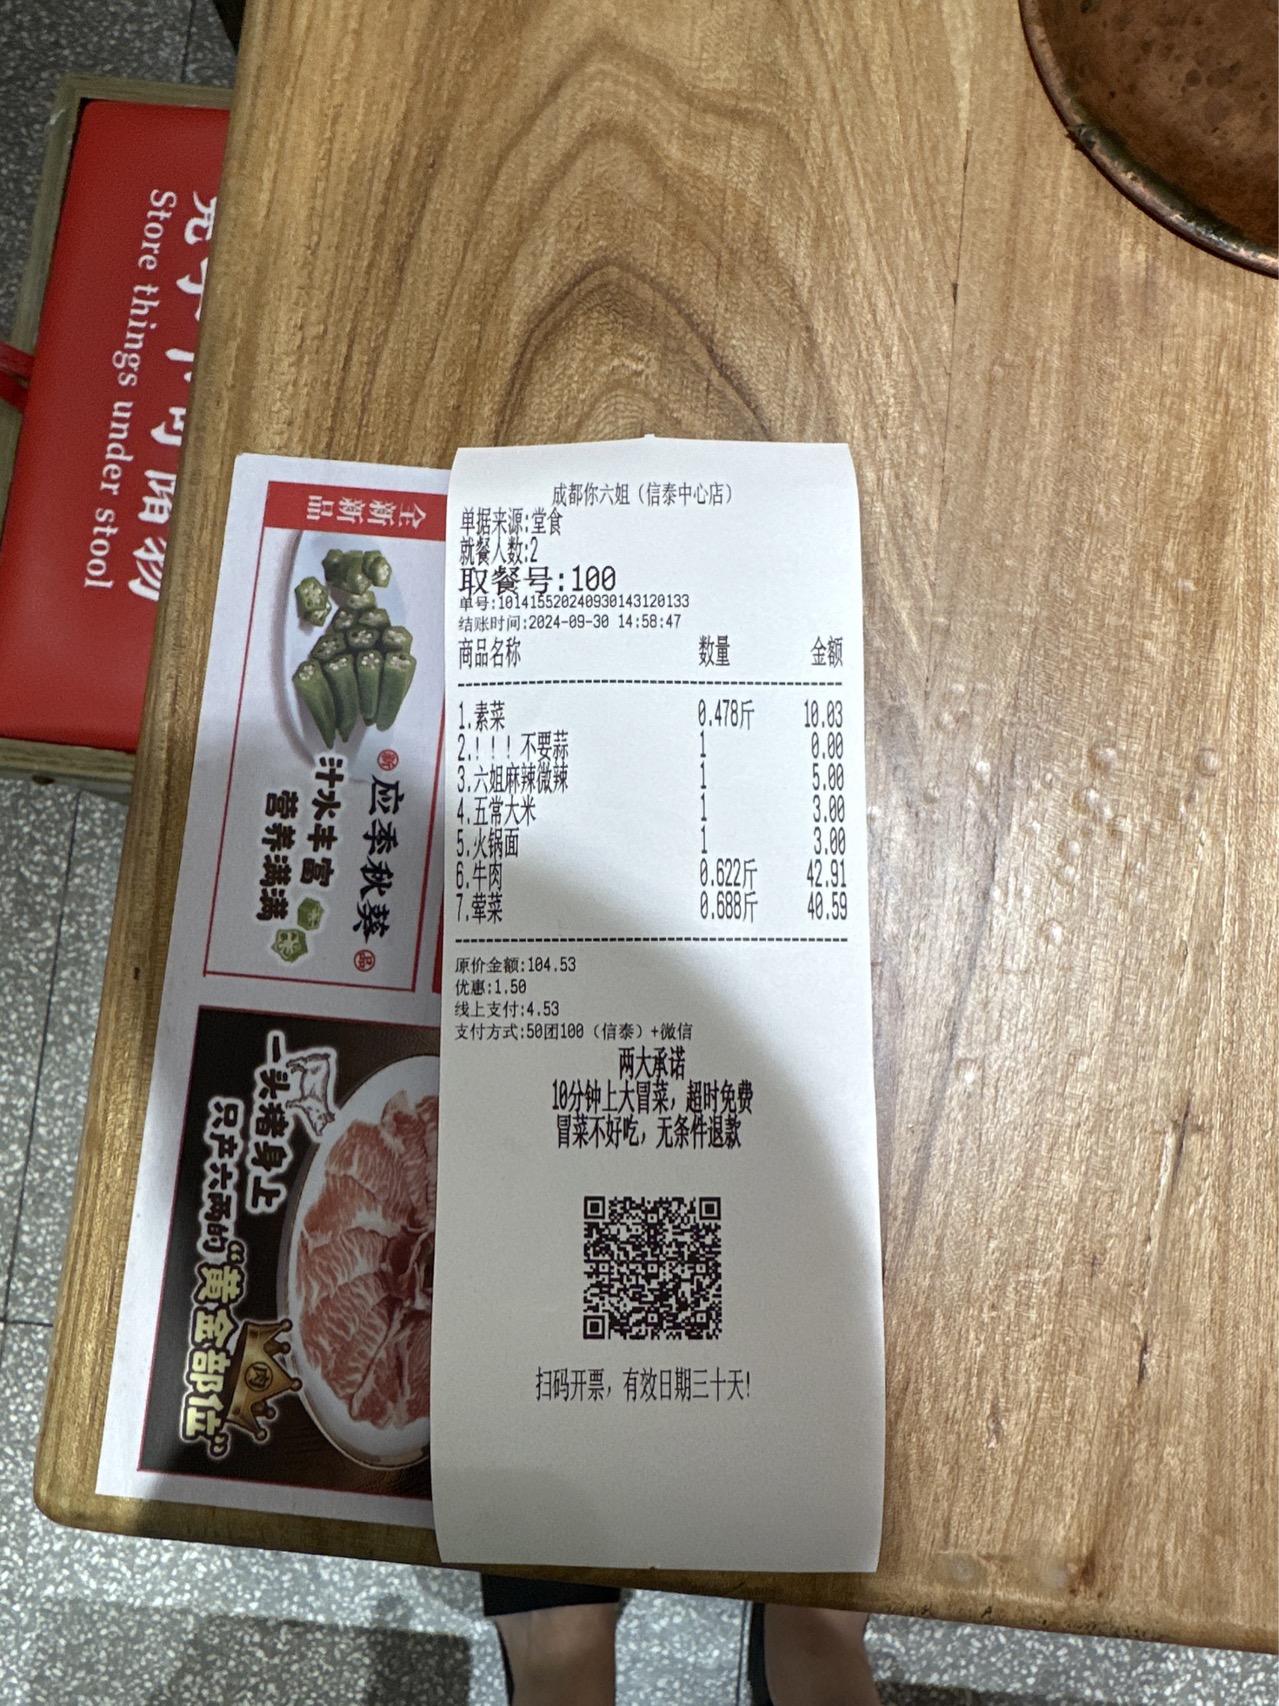 Store things under stool
全新新品
新
应季秋葵
品
汁水丰富
营养满满
一头猪身上
只产六两的
“黄金部位”
肉
成都你六姐（信泰中心店）
单据来源:堂食
就餐人数:2
取餐号:100
单号:101415520240930143120133
结账时间:2024-09-30 14:58:47
商品名称 数量 金额
1.素菜 0.478斤 10.03
2.！！！不要蒜 1 0.00
3.六姐麻辣微辣 1 5.00
4.五常大米 1 3.00
5.火锅面 1 3.00
6.牛肉 0.622斤 42.91
7.荤菜 0.688斤 40.59
原价金额:104.53
优惠:1.50
线上支付:4.53
支付方式:50团100（信泰）+微信
两大承诺
10分钟上大冒菜，超时免费
冒菜不好吃，无条件退款
扫码开票，有效日期三十天!